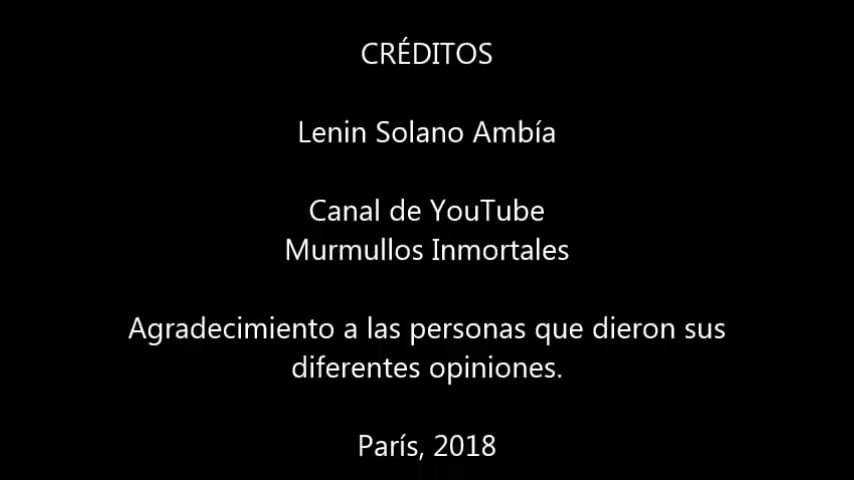 CRÉDITOS
Lenin Solano Ambía
Canal de YouTube
Murmullos Inmortales
Agradecimiento a las personas que dieron sus
diferentes opiniones.
París, 2018